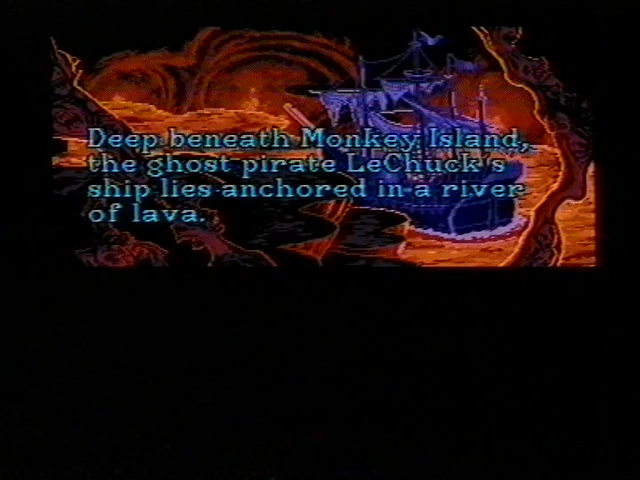 Deep beneath Monkey Island,
the ghost pirate LeChuck's
ship lies anchored in a river
of lava.